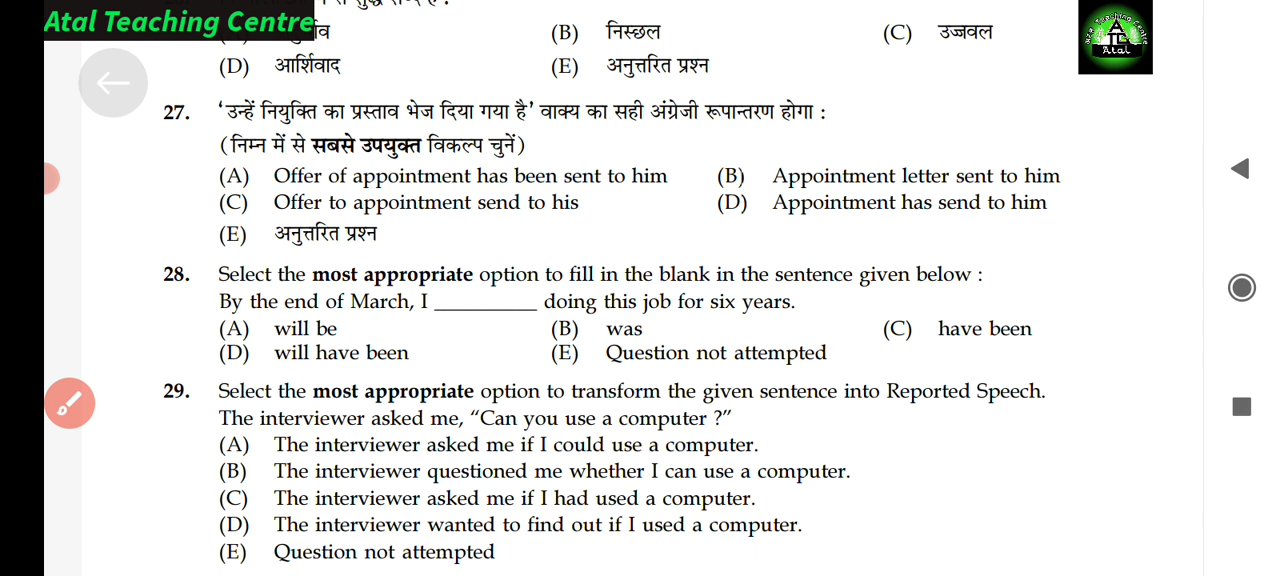 Atal Teaching Centre
(B) निस्छल (C) उज्जवल
(D) आर्शिवाद (E) अनुत्तरित प्रश्न
Atal
27. ‘उन्हें नियुक्ति का प्रस्ताव भेज दिया गया है’ वाक्य का सही अंग्रेजी रूपान्तरण होगा :
(निम्न में से सबसे उपयुक्त विकल्प चुनें)
(A) Offer of appointment has been sent to him (B) Appointment letter sent to him
(C) Offer to appointment send to his (D) Appointment has send to him
(E) अनुत्तरित प्रश्न
28. Select the most appropriate option to fill in the blank in the sentence given below :
By the end of March, I __________ doing this job for six years.
(A) will be (B) was (C) have been
(D) will have been (E) Question not attempted
29. Select the most appropriate option to transform the given sentence into Reported Speech.
The interviewer asked me, “Can you use a computer ?”
(A) The interviewer asked me if I could use a computer.
(B) The interviewer questioned me whether I can use a computer.
(C) The interviewer asked me if I had used a computer.
(D) The interviewer wanted to find out if I used a computer.
(E) Question not attempted